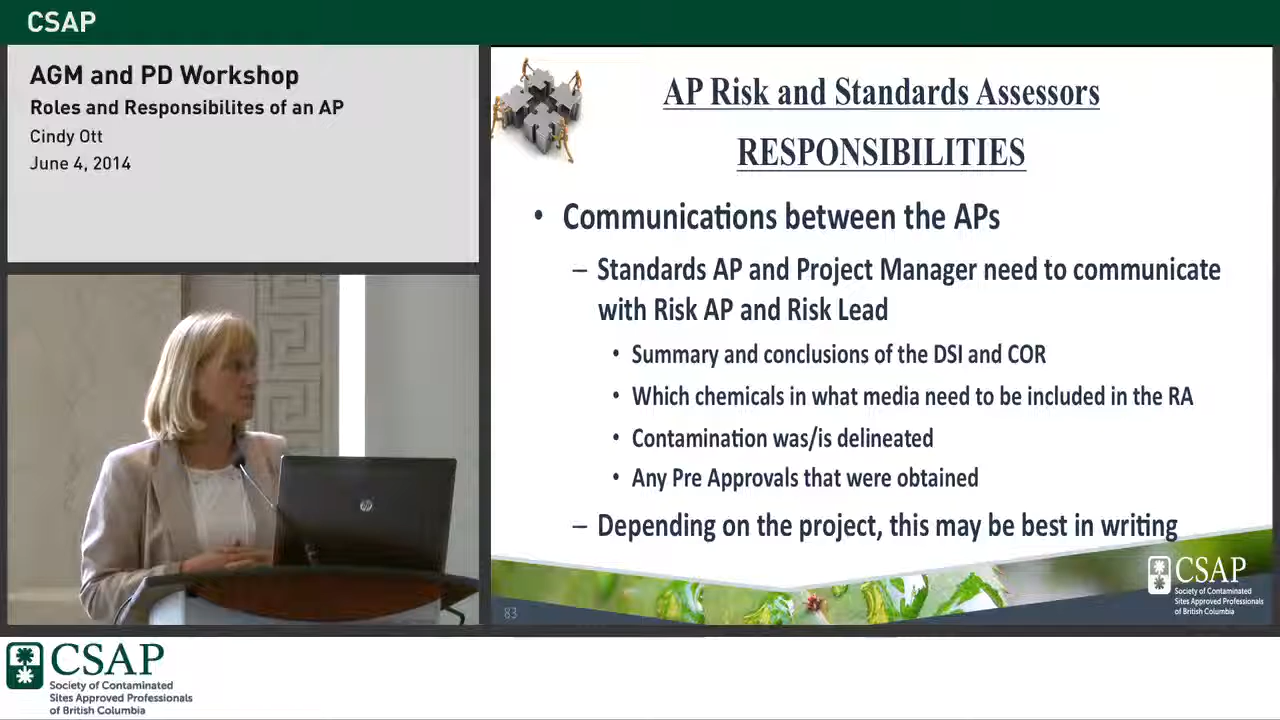 CSAP
AGM and PD Workshop
Roles and Responsibilites of an AP
Cindy Ott
June 4, 2014
AP Risk and Standards Assessors
RESPONSIBILITIES
• Communications between the APs
– Standards AP and Project Manager need to communicate
with Risk AP and Risk Lead
• Summary and conclusions of the DSI and COR
• Which chemicals in what media need to be included in the RA
• Contamination was/is delineated
• Any Pre Approvals that were obtained
– Depending on the project, this may be best in writing
CSAP
Society of Contaminated
Sites Approved Professionals
of British Columbia
83
hp
CSAP
Society of Contaminated
Sites Approved Professionals
of British Columbia